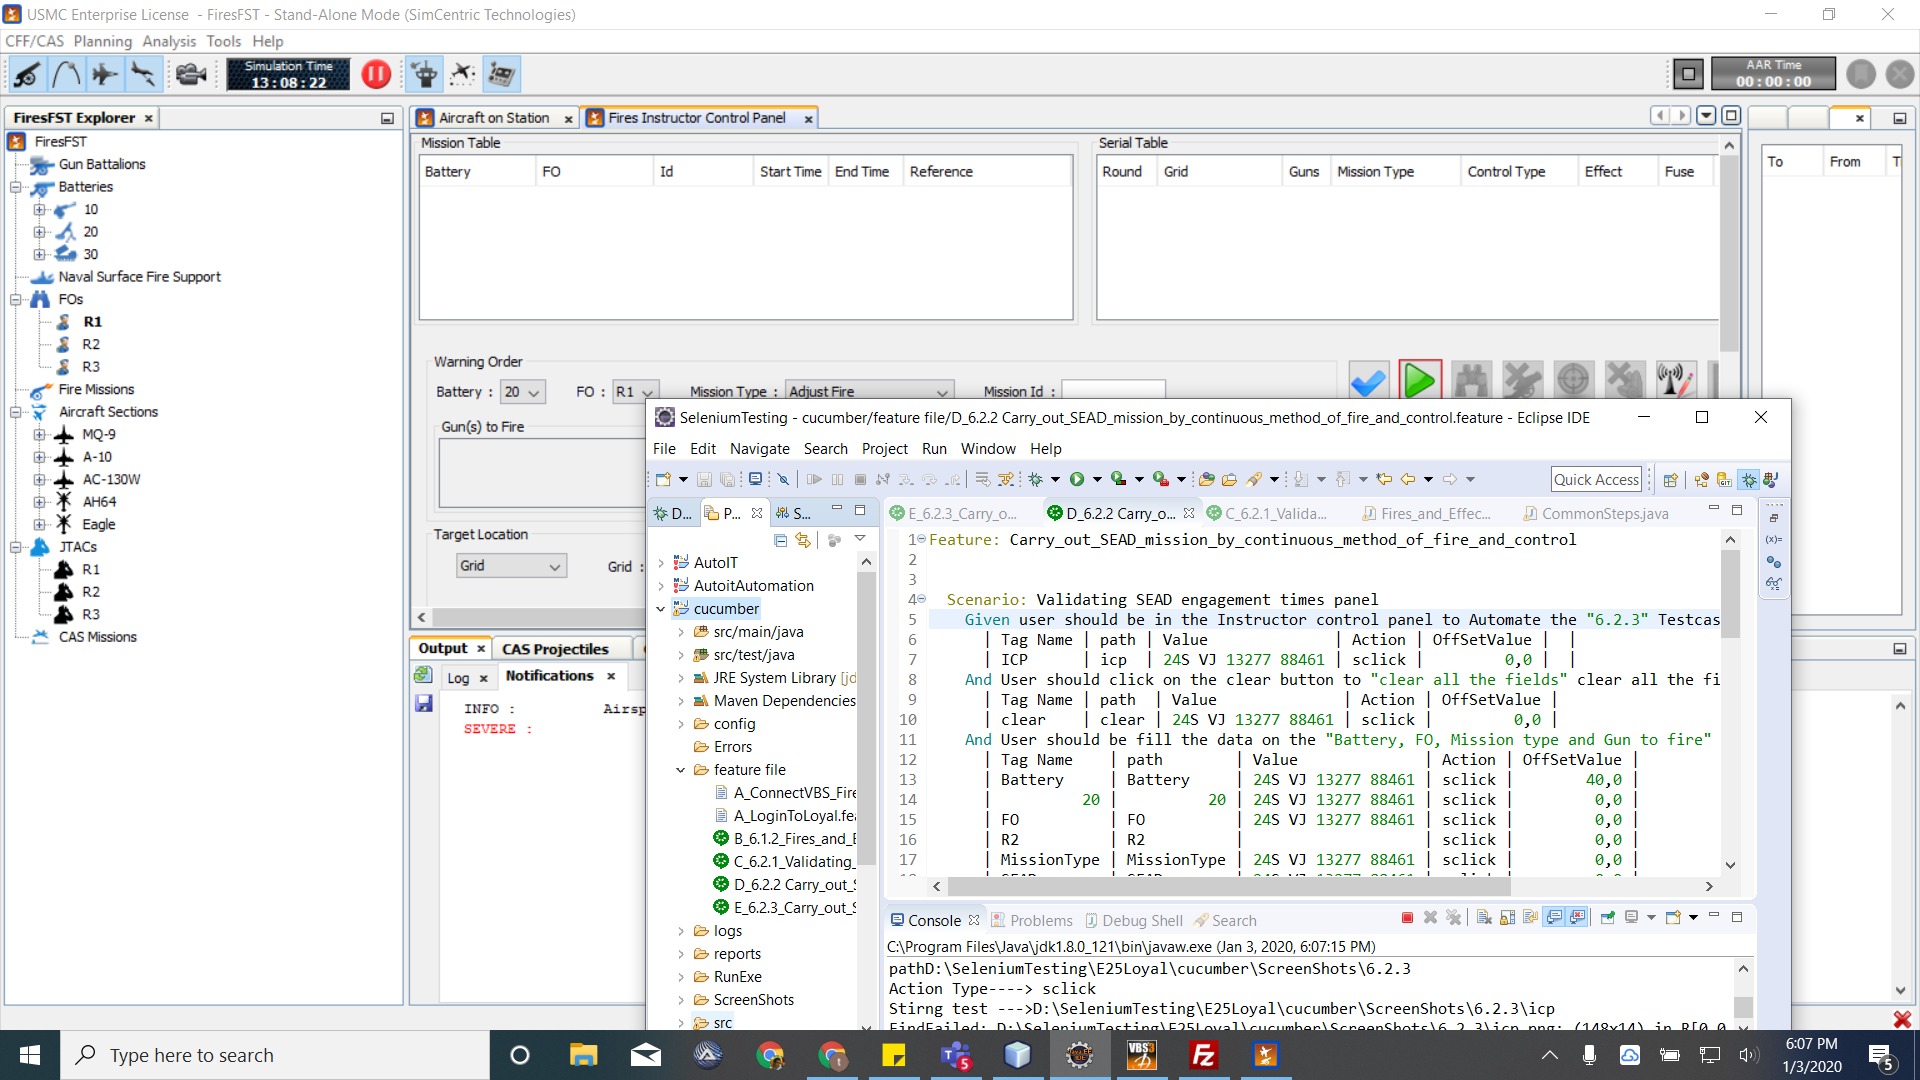 USMC Enterprise License - FiresFST - Stand-Alone Mode (SimCentric Technologies)
CFF/CAS Planning Analysis Tools Help
Simulation Time
13:08:22
AAR Time
00:00:00
FiresFST Explorer
FiresFST
Gun Battalions
Batteries
10
20
30
Naval Surface Fire Support
FOs
R1
R2
R3
Fire Missions
Aircraft Sections
MQ-9
A-10
AC-130W
AH64
Eagle
JTACs
R1
R2
R3
CAS Missions
Aircraft on Station
Fires Instructor Control Panel
Mission Table
Battery FO Id Start Time End Time Reference
Serial Table
Round Grid Guns Mission Type Control Type Effect Fuse
To From
Warning Order
Battery : 20 FO : R1 Mission Type : Adjust Fire Mission Id :
Gun(s) to Fire
Target Location
Grid Grid :
Output CAS Projectiles
Log Notifications
INFO : Airsp
SEVERE :
SeleniumTesting - cucumber/feature file/D_6.2.2 Carry_out_SEAD_mission_by_continuous_method_of_fire_and_control.feature - Eclipse IDE
File Edit Navigate Search Project Run Window Help
Quick Access
D... P... S...
AutoIT
AutoitAutomation
cucumber
src/main/java
src/test/java
JRE System Library [jd
Maven Dependencies
config
Errors
feature file
A_ConnectVBS_Fire
A_LoginToLoyal.fea
B_6.1.2_Fires_and_E
C_6.2.1_Validating_
D_6.2.2 Carry_out_S
E_6.2.3_Carry_out_S
logs
reports
RunExe
ScreenShots
src
E_6.2.3_Carry_o... D_6.2.2 Carry_o... C_6.2.1_Valida... Fires_and_Effec... CommonSteps.java
1 Feature: Carry_out_SEAD_mission_by_continuous_method_of_fire_and_control
2
3
4 Scenario: Validating SEAD engagement times panel
5 Given user should be in the Instructor control panel to Automate the "6.2.3" Testcas
6 | Tag Name | path | Value | Action | OffSetValue | |
7 | ICP | icp | 24S VJ 13277 88461 | sclick | 0,0 | |
8 And User should click on the clear button to "clear all the fields" clear all the fi
9 | Tag Name | path | Value | Action | OffSetValue |
10 | clear | clear | 24S VJ 13277 88461 | sclick | 0,0 |
11 And User should be fill the data on the "Battery, FO, Mission type and Gun to fire"
12 | Tag Name | path | Value | Action | OffSetValue |
13 | Battery | Battery | 24S VJ 13277 88461 | sclick | 40,0 |
14 | 20 | 20 | 24S VJ 13277 88461 | sclick | 0,0 |
15 | FO | FO | 24S VJ 13277 88461 | sclick | 0,0 |
16 | R2 | R2 | | sclick | 0,0 |
17 | MissionType | MissionType | 24S VJ 13277 88461 | sclick | 0,0 |
Console Problems Debug Shell Search
C:\Program Files\Java\jdk1.8.0_121\bin\javaw.exe (Jan 3, 2020, 6:07:15 PM)
pathD:\SeleniumTesting\E25Loyal\cucumber\ScreenShots\6.2.3
Action Type----> sclick
Stirng test --->D:\SeleniumTesting\E25Loyal\cucumber\ScreenShots\6.2.3\icp
FindFailed: D:\SeleniumTesting\E25Loyal\cucumber\ScreenShots\6.2.3\icp.png: (148x14) in R[0,0
Type here to search
6:07 PM
1/3/2020
5